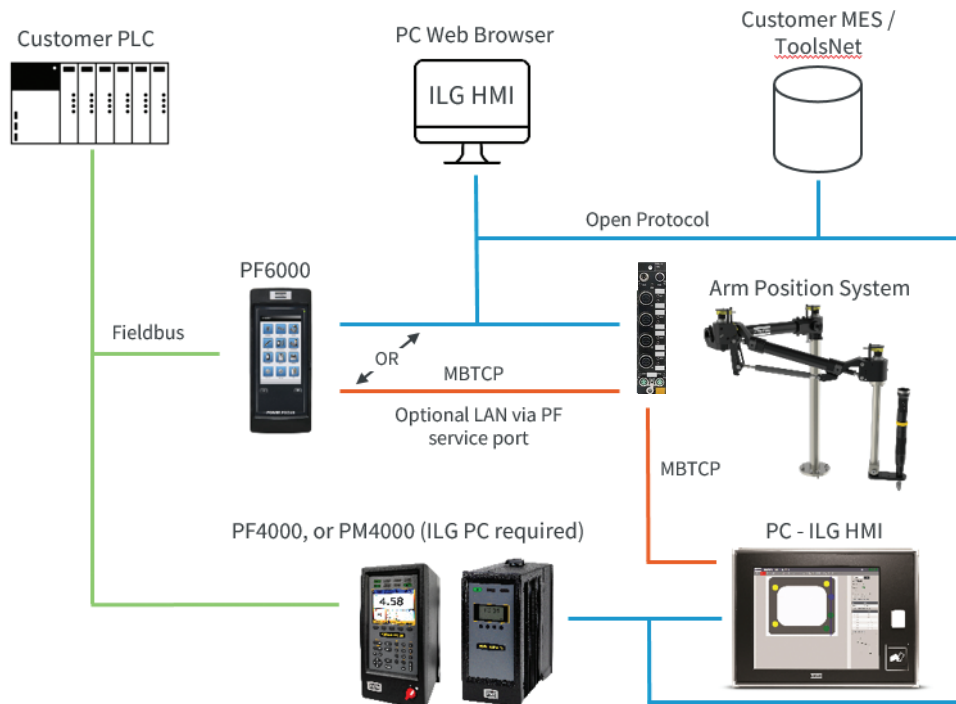 Customer PLC
PC Web Browser
Customer MES /
ToolsNet
ILG HMI
Open Protocol
PF6000
Arm Position System
Fieldbus
OR
MBTCP
Optional LAN via PF
service port
MBTCP
PF4000, or PM4000 (ILG PC required)
PC - ILG HMI
4.58